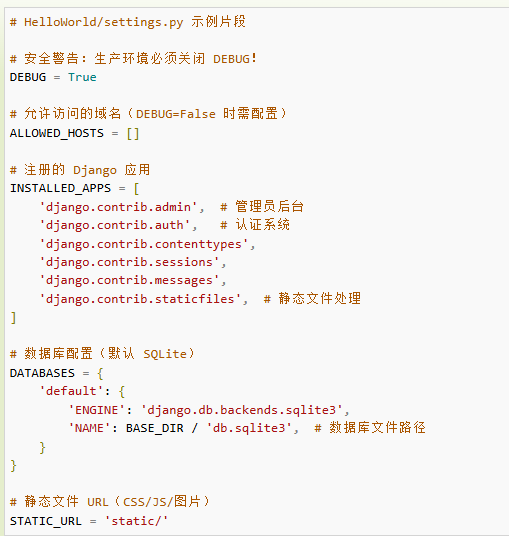 # HelloWorld/settings.py 示例片段

# 安全警告：生产环境必须关闭 DEBUG！
DEBUG = True

# 允许访问的域名（DEBUG=False 时需配置）
ALLOWED_HOSTS = []

# 注册的 Django 应用
INSTALLED_APPS = [
    'django.contrib.admin',  # 管理员后台
    'django.contrib.auth',   # 认证系统
    'django.contrib.contenttypes',
    'django.contrib.sessions',
    'django.contrib.messages',
    'django.contrib.staticfiles',  # 静态文件处理
]

# 数据库配置（默认 SQLite）
DATABASES = {
    'default': {
        'ENGINE': 'django.db.backends.sqlite3',
        'NAME': BASE_DIR / 'db.sqlite3',  # 数据库文件路径
    }
}

# 静态文件 URL（CSS/JS/图片）
STATIC_URL = 'static/'